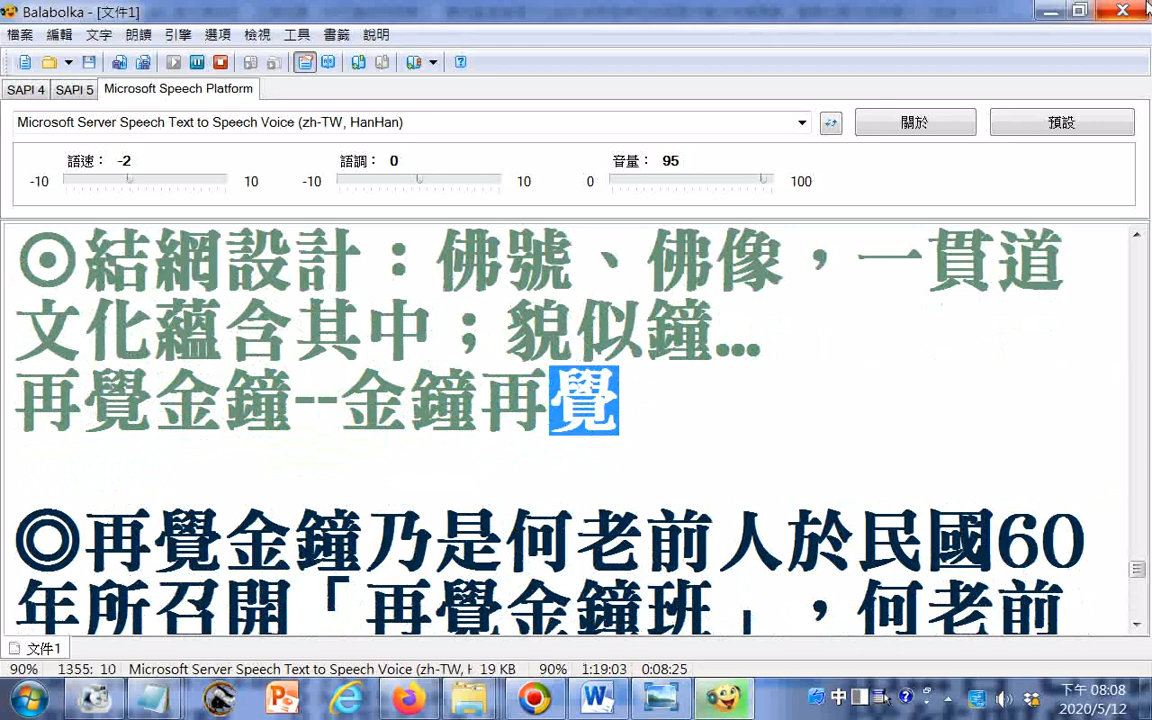 Balabolka - [文件1]
檔案 編輯 文字 朗讀 引擎 選項 檢視 工具 書籤 說明
SAPI 4 SAPI 5 Microsoft Speech Platform
Microsoft Server Speech Text to Speech Voice (zh-TW, HanHan) 關於 預設
語速： -2 語調： 0 音量： 95
-10 10 -10 10 0 100
⊙結網設計：佛號、佛像，一貫道
文化蘊含其中；貌似鐘...
再覺金鐘--金鐘再覺
◎再覺金鐘乃是何老前人於民國60
年所召開「再覺金鐘班」，何老前
文件1
90% 1355: 10 Microsoft Server Speech Text to Speech Voice (zh-TW, H 19 KB 90% 1:19:03 0:08:25
中 下午 08:08
2020/5/12